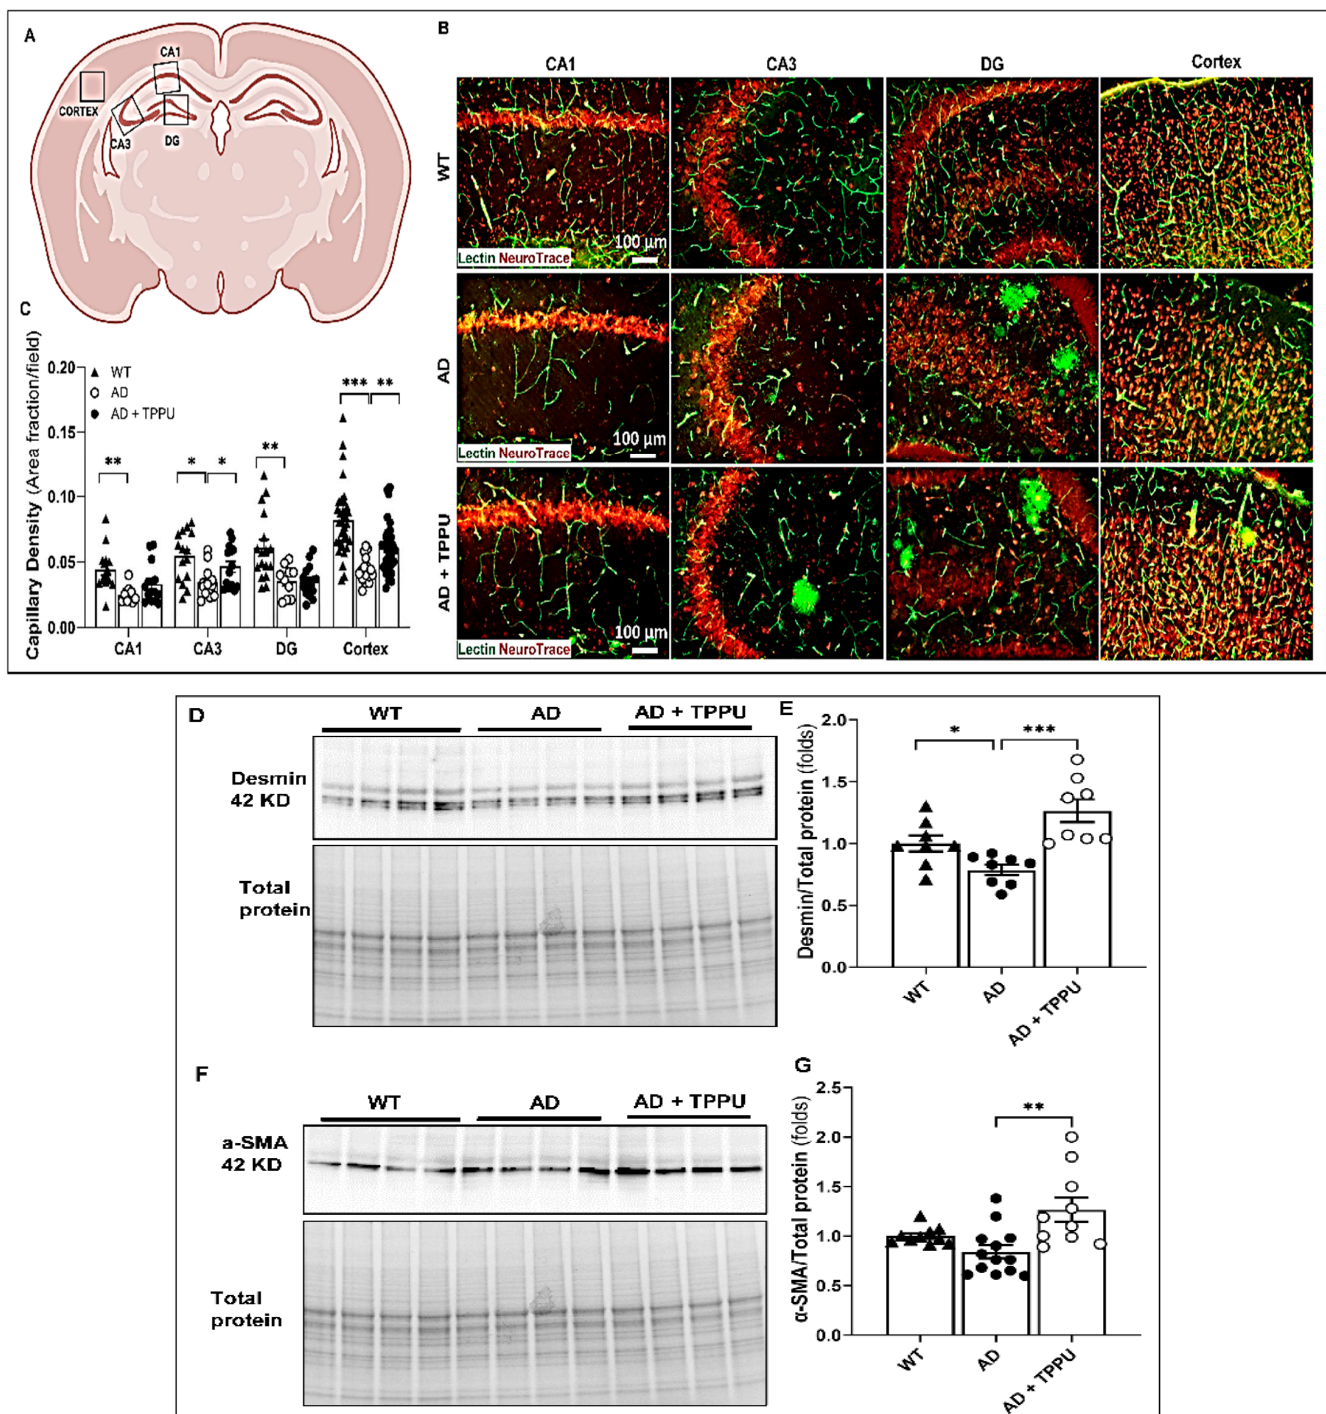 A
CA1
CORTEX
CA3
DG
B
CA1
CA3
DG
Cortex
WT
100 µm
Lectin NeuroTrace
AD
100 µm
Lectin NeuroTrace
AD + TPPU
100 µm
Lectin NeuroTrace
C
Capillary Density (Area fraction/field)
0.20
0.15
0.10
0.05
0.00
WT
AD
AD + TPPU
**
*
*
**
***
**
CA1
CA3
DG
Cortex
D
WT
AD
AD + TPPU
Desmin
42 KD
Total
protein
E
Desmin/Total protein (folds)
2.0
1.5
1.0
0.5
0.0
*
***
WT
AD
AD + TPPU
F
WT
AD
AD + TPPU
a-SMA
42 KD
Total
protein
G
α-SMA/Total protein (folds)
2.5
2.0
1.5
1.0
0.5
0.0
**
WT
AD
AD + TPPU